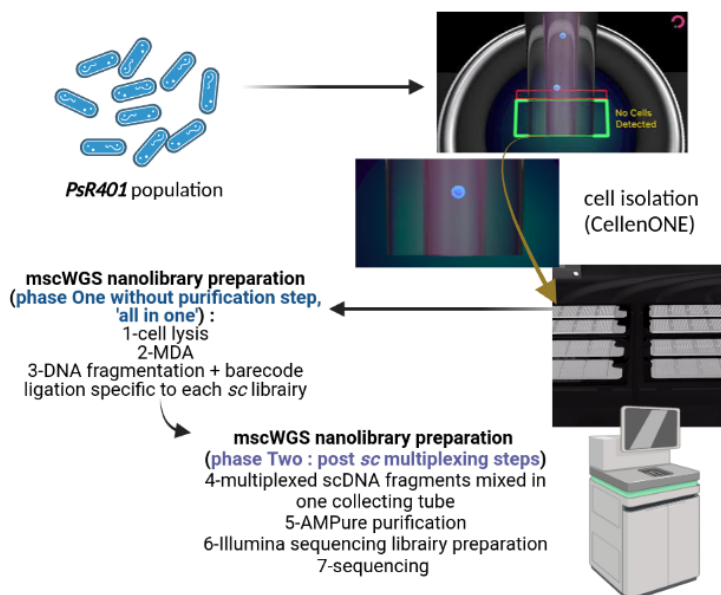 No Cells
Detected
PsR401 population
cell isolation
(CellenONE)
mscWGS nanolibrary preparation
(phase One without purification step,
'all in one') :
1-cell lysis
2-MDA
3-DNA fragmentation + barecode
ligation specific to each sc librairy
mscWGS nanolibrary preparation
(phase Two : post sc multiplexing steps)
4-multiplexed scDNA fragments mixed in
one collecting tube
5-AMPure purification
6-Illumina sequencing librairy preparation
7-sequencing